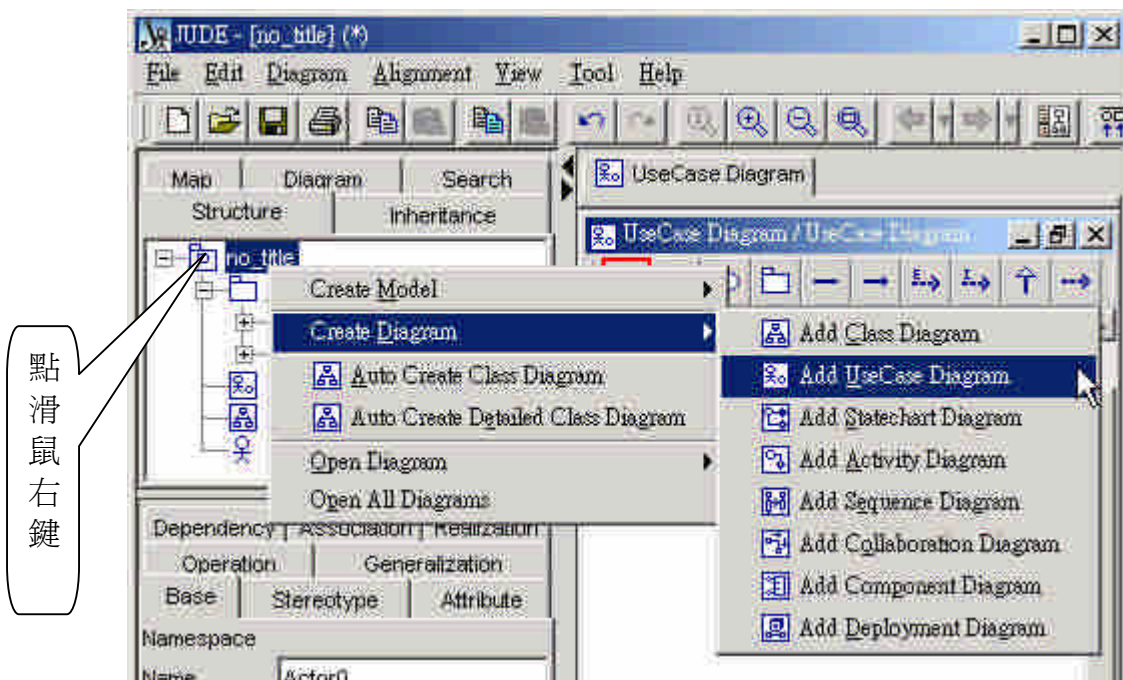 JUDE - [no_title] (*)
File Edit Diagram Alignment View Tool Help
Map Diagram Search
Structure Inheritance
UseCase Diagram
UseCase Diagram / UseCase Diagram
no_title
Create Model
Create Diagram
Auto Create Class Diagram
Auto Create Detailed Class Diagram
Open Diagram
Open All Diagrams
Add Class Diagram
Add UseCase Diagram
Add Statechart Diagram
Add Activity Diagram
Add Sequence Diagram
Add Collaboration Diagram
Add Component Diagram
Add Deployment Diagram
點滑鼠右鍵
Dependency Association Realization
Operation Generalization
Base Stereotype Attribute
Namespace
Name Actor0